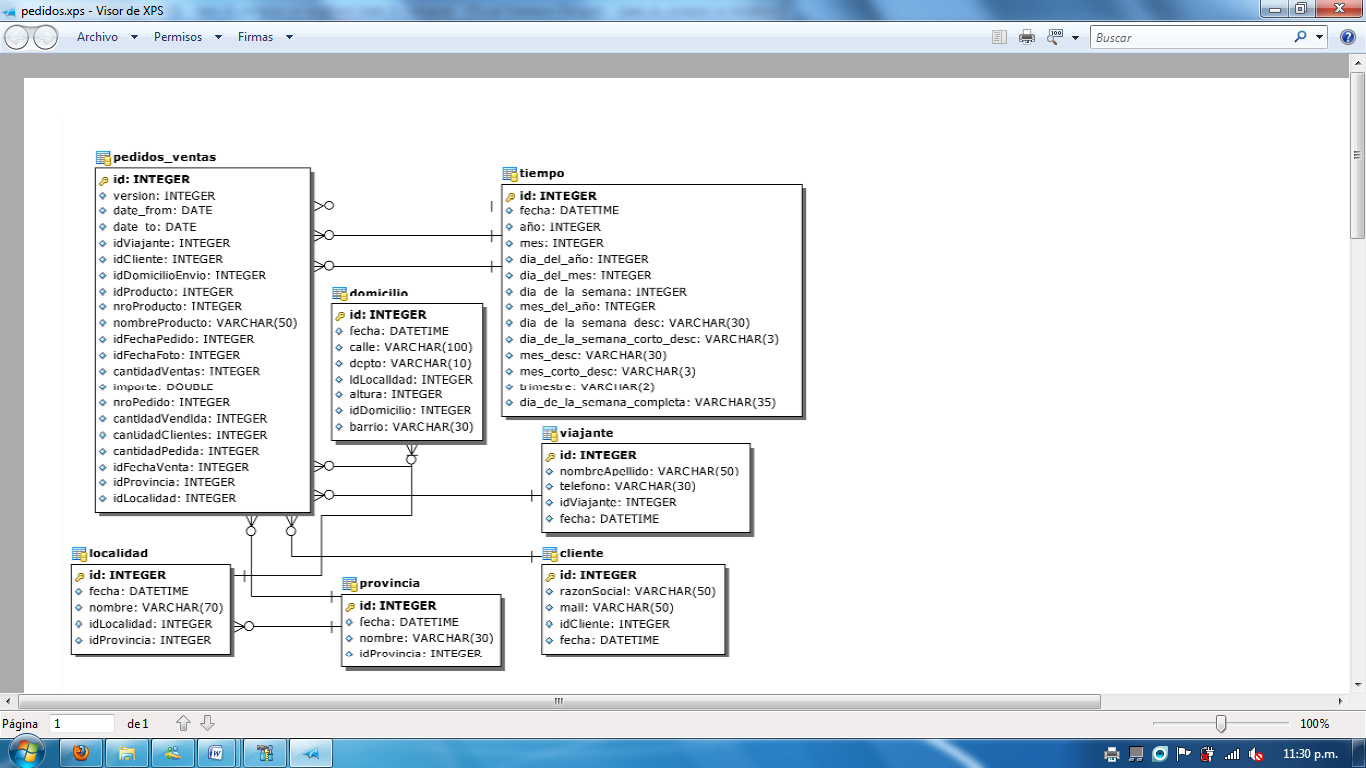 pedidos.xps - Visor de XPS
Archivo Permisos Firmas
Buscar
pedidos_ventas
id: INTEGER
version: INTEGER
date_from: DATE
date_to: DATE
idViajante: INTEGER
idCliente: INTEGER
idDomicilioEnvio: INTEGER
idProducto: INTEGER
nroProducto: INTEGER
nombreProducto: VARCHAR(50)
idFechaPedido: INTEGER
idFechaFoto: INTEGER
cantidadVentas: INTEGER
importe: DOUBLE
nroPedido: INTEGER
cantidadVendida: INTEGER
cantidadClientes: INTEGER
cantidadPedida: INTEGER
idFechaVenta: INTEGER
idProvincia: INTEGER
idLocalidad: INTEGER
tiempo
id: INTEGER
fecha: DATETIME
año: INTEGER
mes: INTEGER
dia_del_año: INTEGER
dia_del_mes: INTEGER
dia_de_la_semana: INTEGER
mes_del_año: INTEGER
dia_de_la_semana_desc: VARCHAR(30)
dia_de_la_semana_corto_desc: VARCHAR(3)
mes_desc: VARCHAR(30)
mes_corto_desc: VARCHAR(3)
trimestre: VARCHAR(2)
dia_de_la_semana_completa: VARCHAR(35)
domicilio
id: INTEGER
fecha: DATETIME
calle: VARCHAR(100)
depto: VARCHAR(10)
idLocalidad: INTEGER
altura: INTEGER
idDomicilio: INTEGER
barrio: VARCHAR(30)
viajante
id: INTEGER
nombreApellido: VARCHAR(50)
telefono: VARCHAR(30)
idViajante: INTEGER
fecha: DATETIME
localidad
id: INTEGER
fecha: DATETIME
nombre: VARCHAR(70)
idLocalidad: INTEGER
idProvincia: INTEGER
provincia
id: INTEGER
fecha: DATETIME
nombre: VARCHAR(30)
idProvincia: INTEGER
cliente
id: INTEGER
razonSocial: VARCHAR(50)
mail: VARCHAR(50)
idCliente: INTEGER
fecha: DATETIME
Página 1 de 1 100%
11:30 p.m.